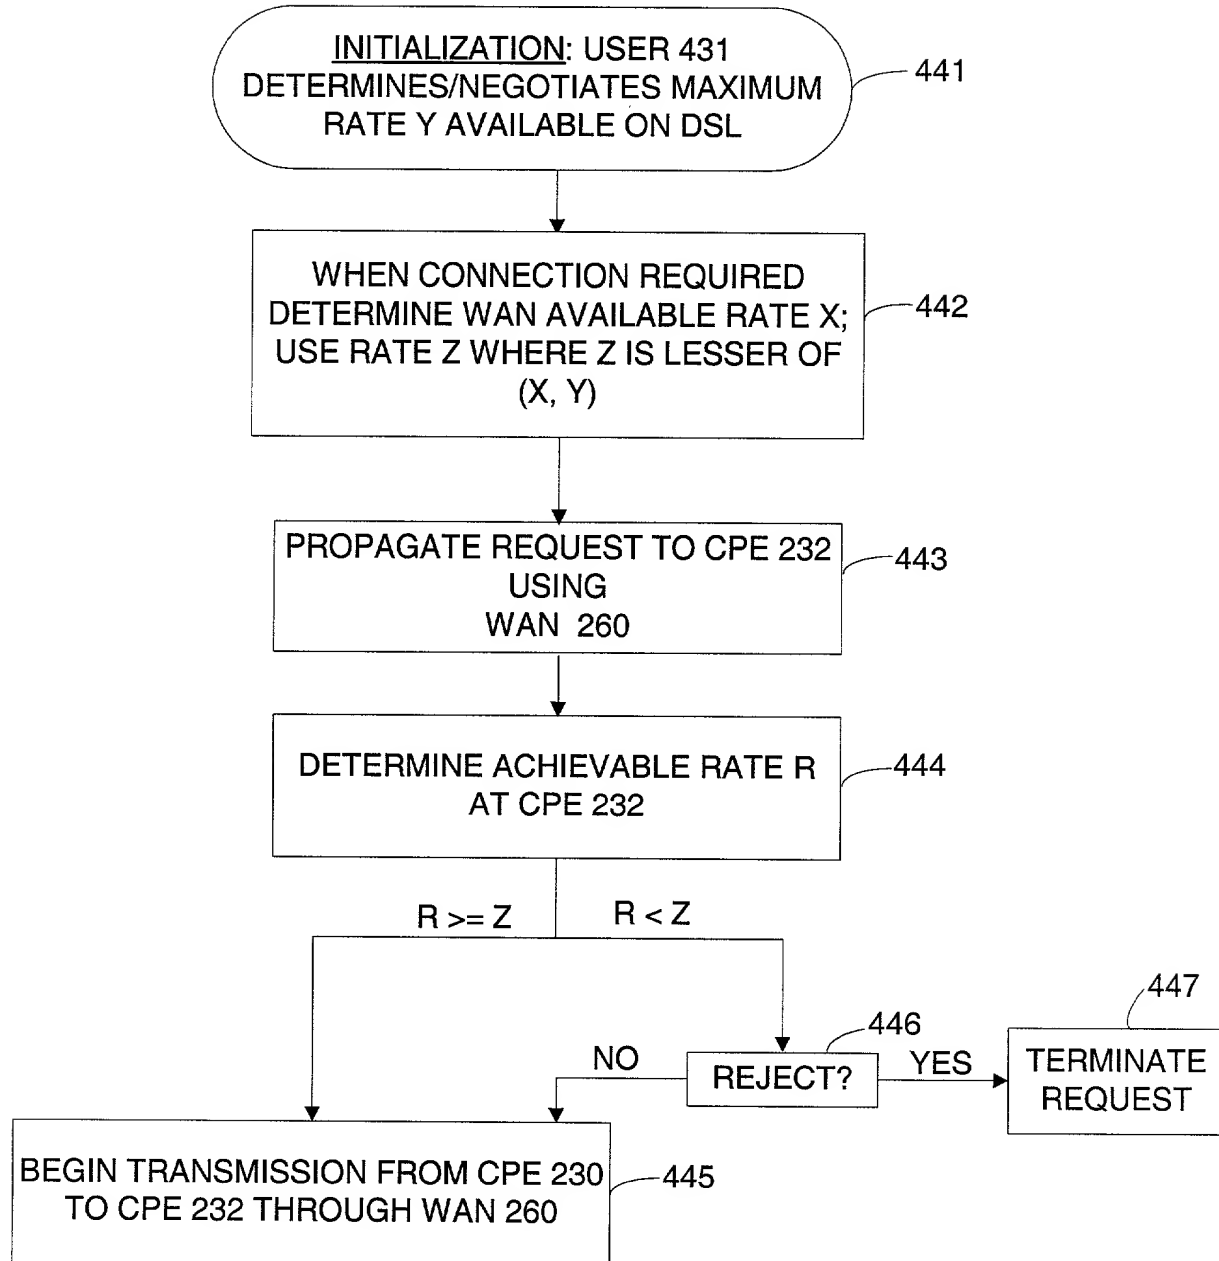 INITIALIZATION: USER 431
DETERMINES/NEGOTIATES MAXIMUM
RATE Y AVAILABLE ON DSL
441
WHEN CONNECTION REQUIRED
DETERMINE WAN AVAILABLE RATE X;
USE RATE Z WHERE Z IS LESSER OF
(X, Y)
442
PROPAGATE REQUEST TO CPE 232
USING
WAN 260
443
DETERMINE ACHIEVABLE RATE R
AT CPE 232
444
R >= Z
R < Z
446
447
NO
REJECT?
YES
TERMINATE
REQUEST
BEGIN TRANSMISSION FROM CPE 230
TO CPE 232 THROUGH WAN 260
445